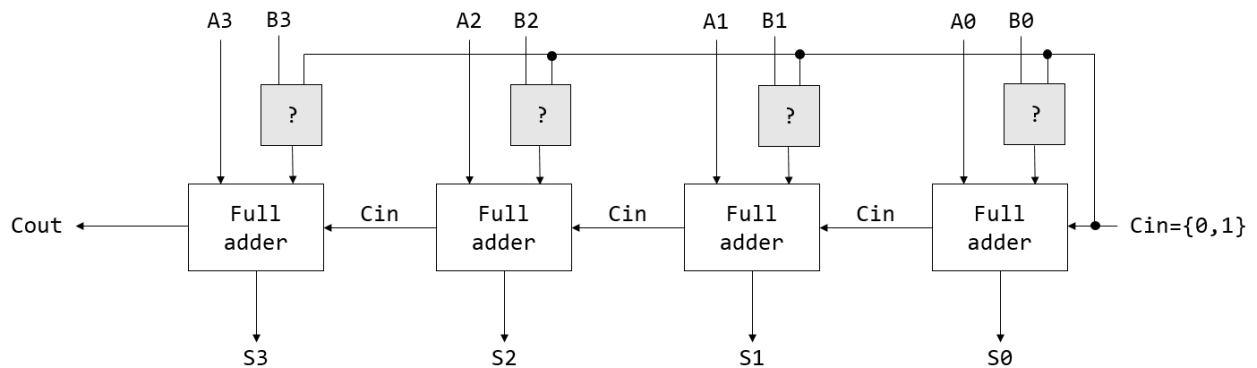 A3 B3 A2 B2 A1 B1 A0 B0
? ? ? ?
Full adder Full adder Full adder Full adder
Cout Cin Cin Cin Cin={0,1}
S3 S2 S1 S0